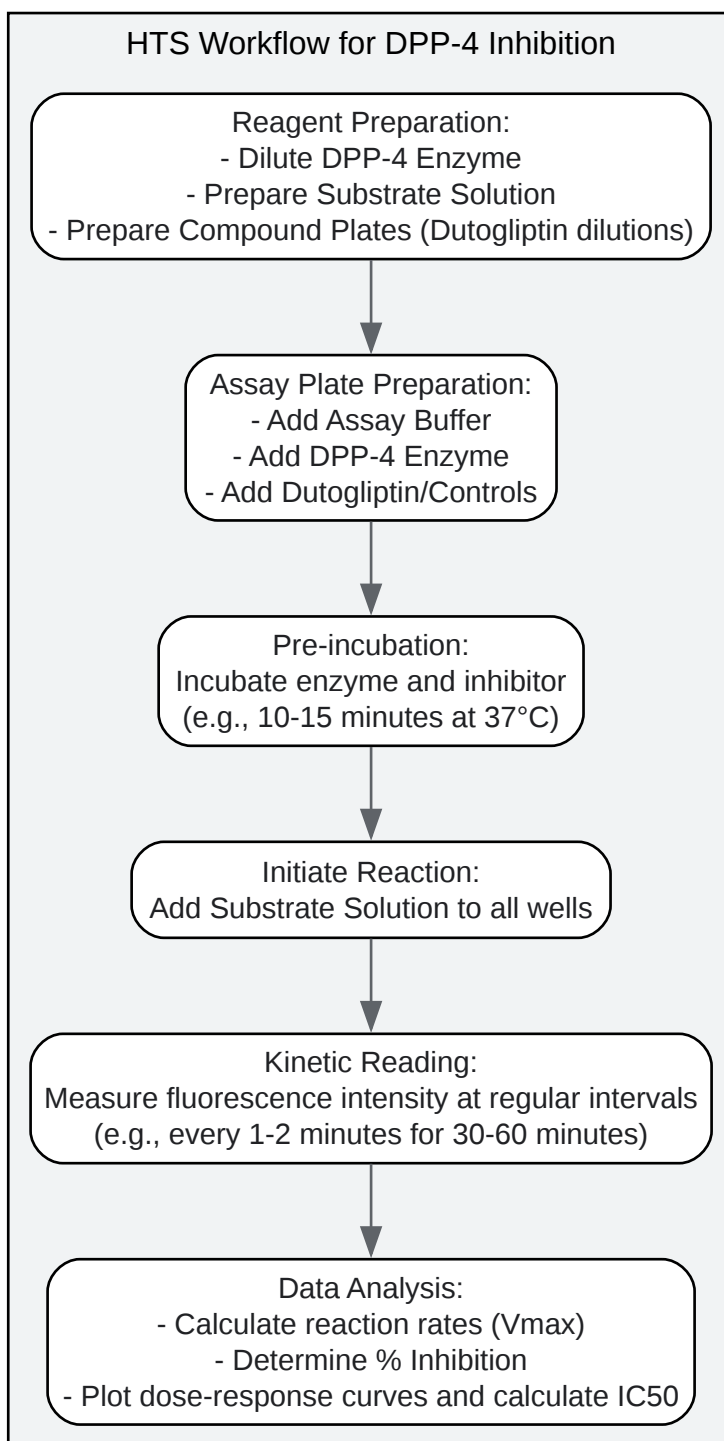 HTS Workflow for DPP-4 Inhibition
Reagent Preparation:
- Dilute DPP-4 Enzyme
- Prepare Substrate Solution
- Prepare Compound Plates (Dutogliptin dilutions)
Assay Plate Preparation:
- Add Assay Buffer
- Add DPP-4 Enzyme
- Add Dutogliptin/Controls
Pre-incubation:
Incubate enzyme and inhibitor
(e.g., 10-15 minutes at 37°C)
Initiate Reaction:
Add Substrate Solution to all wells
Kinetic Reading:
Measure fluorescence intensity at regular intervals
(e.g., every 1-2 minutes for 30-60 minutes)
Data Analysis:
- Calculate reaction rates (Vmax)
- Determine % Inhibition
- Plot dose-response curves and calculate IC50